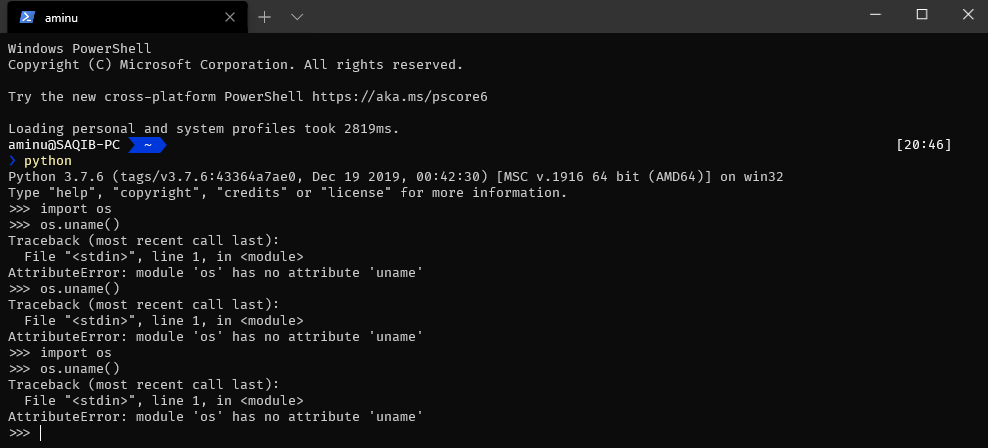 aminu
Windows PowerShell
Copyright (C) Microsoft Corporation. All rights reserved.
Try the new cross-platform PowerShell https://aka.ms/pscore6
Loading personal and system profiles took 2819ms.
aminu@SAQIB-PC ~ [20:46]
❯ python
Python 3.7.6 (tags/v3.7.6:43364a7ae0, Dec 19 2019, 00:42:30) [MSC v.1916 64 bit (AMD64)] on win32
Type "help", "copyright", "credits" or "license" for more information.
>>> import os
>>> os.uname()
Traceback (most recent call last):
  File "<stdin>", line 1, in <module>
AttributeError: module 'os' has no attribute 'uname'
>>> os.uname()
Traceback (most recent call last):
  File "<stdin>", line 1, in <module>
AttributeError: module 'os' has no attribute 'uname'
>>> import os
>>> os.uname()
Traceback (most recent call last):
  File "<stdin>", line 1, in <module>
AttributeError: module 'os' has no attribute 'uname'
>>>